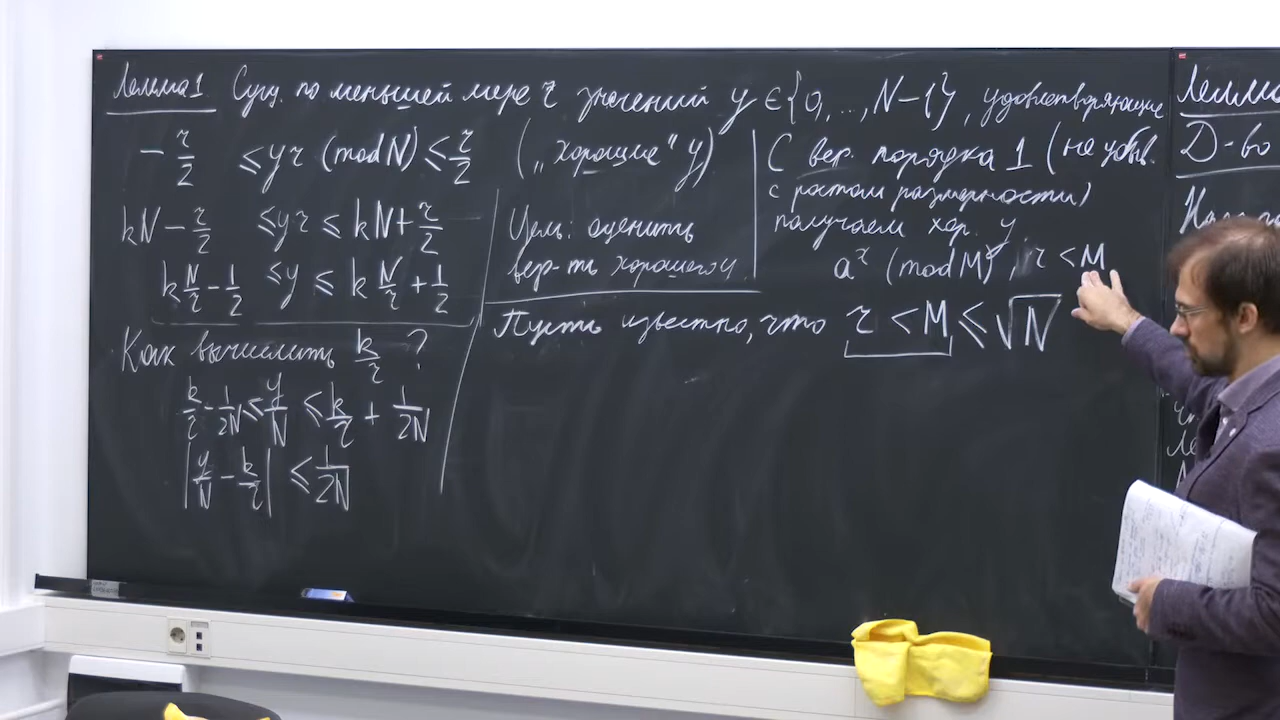 Лемма 1 Сущ. по меньшей мере r значений y ∈ {0, ..., N-1}, удовлетворяющие
-r/2 ≤ yr (mod N) ≤ r/2 („хорошие" y)
kN - r/2 ≤ yr ≤ kN + r/2
k N/r - 1/2 ≤ y ≤ k N/r + 1/2
Как вычислить k/r ?
k/r - 1/2N ≤ y/N ≤ k/r + 1/2N
|y/N - k/r| ≤ 1/2N
Цель: оценить
вер-ть хорошего y.
С вер. порядка 1 (не убыв.
с ростом размерности)
получаем хор. y
a^x (mod M), r < M
Пусть известно, что r < M ≤ √N
Лемма
Д-во